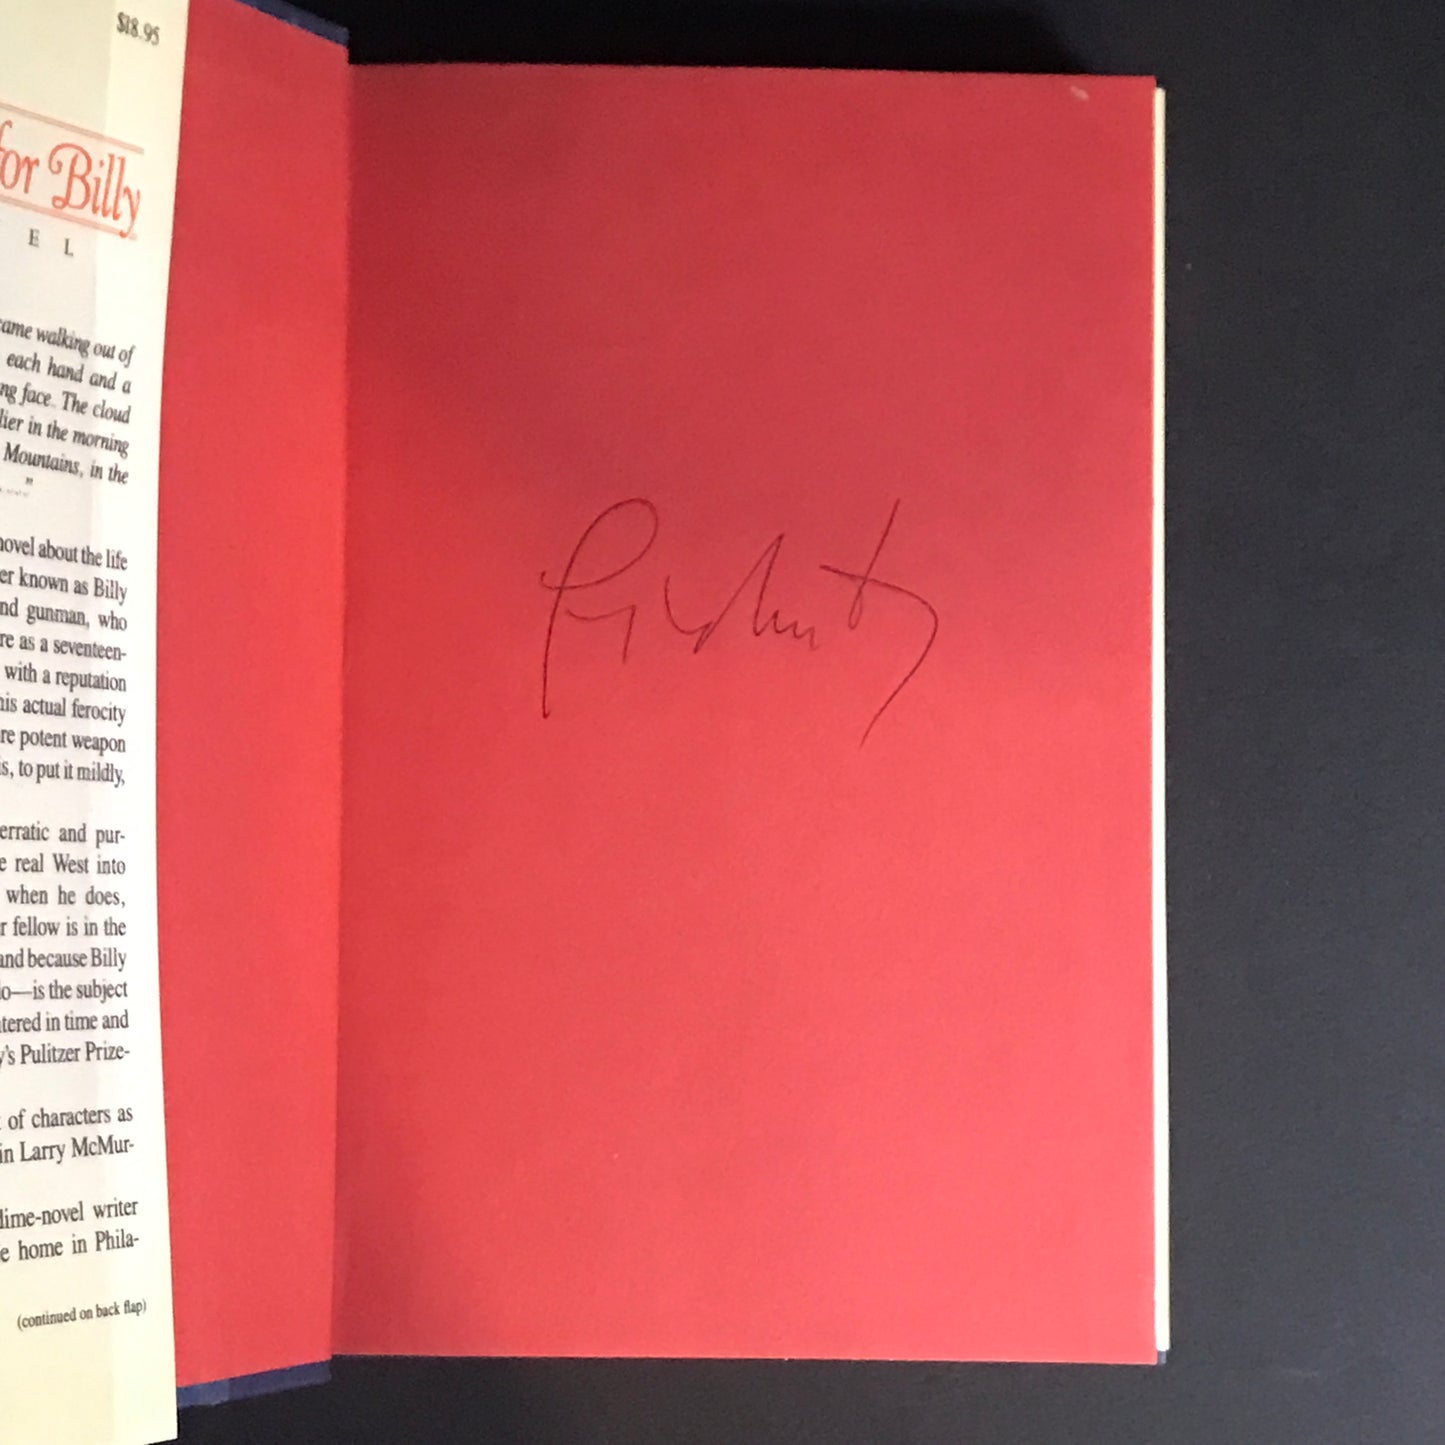 $18.95
for Billy
E L
came walking out of
each hand and a
ng face. The cloud
lier in the morning
Mountains, in the
"
novel about the life
er known as Billy
nd gunman, who
re as a seventeen-
with a reputation
his actual ferocity
re potent weapon
is, to put it mildly,
erratic and pur-
e real West into
when he does,
r fellow is in the
and because Billy
lo—is the subject
tered in time and
y's Pulitzer Prize-
of characters as
in Larry McMur-
dime-novel writer
e home in Phila-
(continued on back flap)